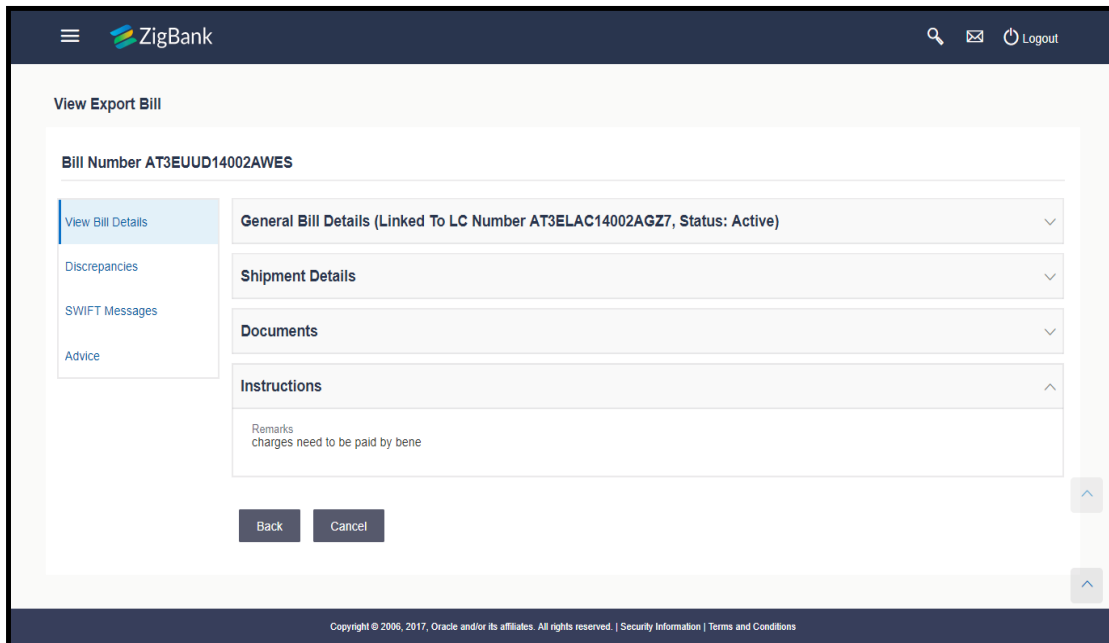 ZigBank
Logout
View Export Bill
Bill Number AT3EUUD14002AWES
View Bill Details
Discrepancies
SWIFT Messages
Advice
General Bill Details (Linked To LC Number AT3ELAC14002AGZ7, Status: Active)
Shipment Details
Documents
Instructions
Remarks
charges need to be paid by bene
Back
Cancel
Copyright © 2006, 2017, Oracle and/or its affiliates. All rights reserved. | Security Information | Terms and Conditions